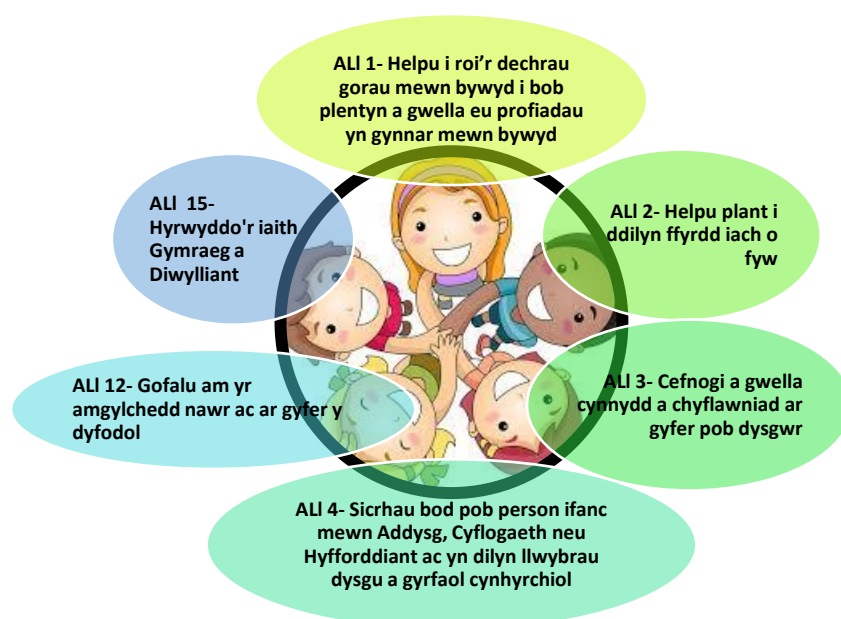 ALl 1- Helpu i roi’r dechrau
gorau mewn bywyd i bob
plentyn a gwella eu profiadau
yn gynnar mewn bywyd
ALl 2- Helpu plant i
ddilyn ffyrdd iach o
fyw
ALl 3- Cefnogi a gwella
cynnydd a chyflawniad ar
gyfer pob dysgwr
ALl 4- Sicrhau bod pob person ifanc
mewn Addysg, Cyflogaeth neu
Hyfforddiant ac yn dilyn llwybrau
dysgu a gyrfaol cynhyrchiol
ALl 12- Gofalu am yr
amgylchedd nawr ac ar gyfer y
dyfodol
ALl 15-
Hyrwyddo'r iaith
Gymraeg a
Diwylliant